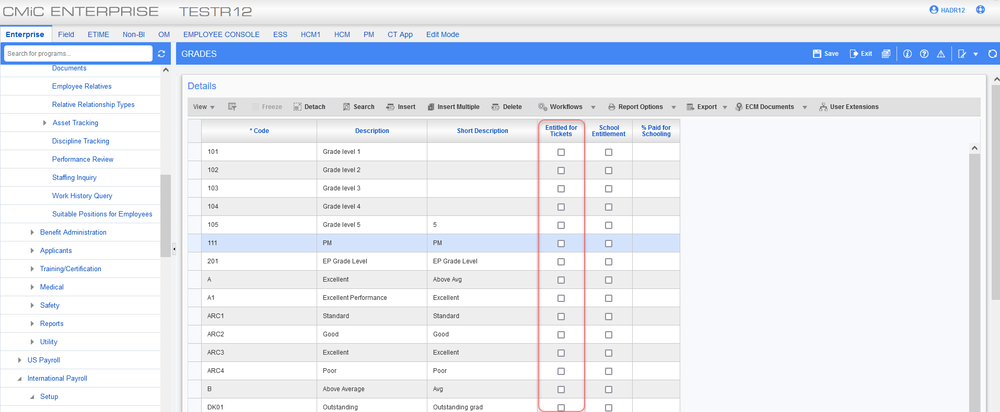 CMiC ENTERPRISE TESTR12
HADR12
Enterprise Field ETIME Non-BI OM EMPLOYEE CONSOLE ESS HCM1 HCM PM CT App Edit Mode
Search for programs...
GRADES
Save Exit
Documents
Employee Relatives
Relative Relationship Types
Asset Tracking
Discipline Tracking
Performance Review
Staffing Inquiry
Work History Query
Suitable Positions for Employees
Benefit Administration
Applicants
Training/Certification
Medical
Safety
Reports
Utility
US Payroll
International Payroll
Setup
Details
View Freeze Detach Search Insert Insert Multiple Delete Workflows Report Options Export ECM Documents User Extensions
* Code Description Short Description Entitled for Tickets School Entitlement % Paid for Schooling
101 Grade level 1
102 Grade level 2
103 Grade level 3
104 Grade level 4
105 Grade level 5 5
111 PM PM
201 EP Grade Level EP Grade Level
A Excellent Above Avg
A1 Excellent Performance Excellent
ARC1 Standard Standard
ARC2 Good Good
ARC3 Excellent Excellent
ARC4 Poor Poor
B Above Average Avg
DK01 Outstanding Outstanding grad